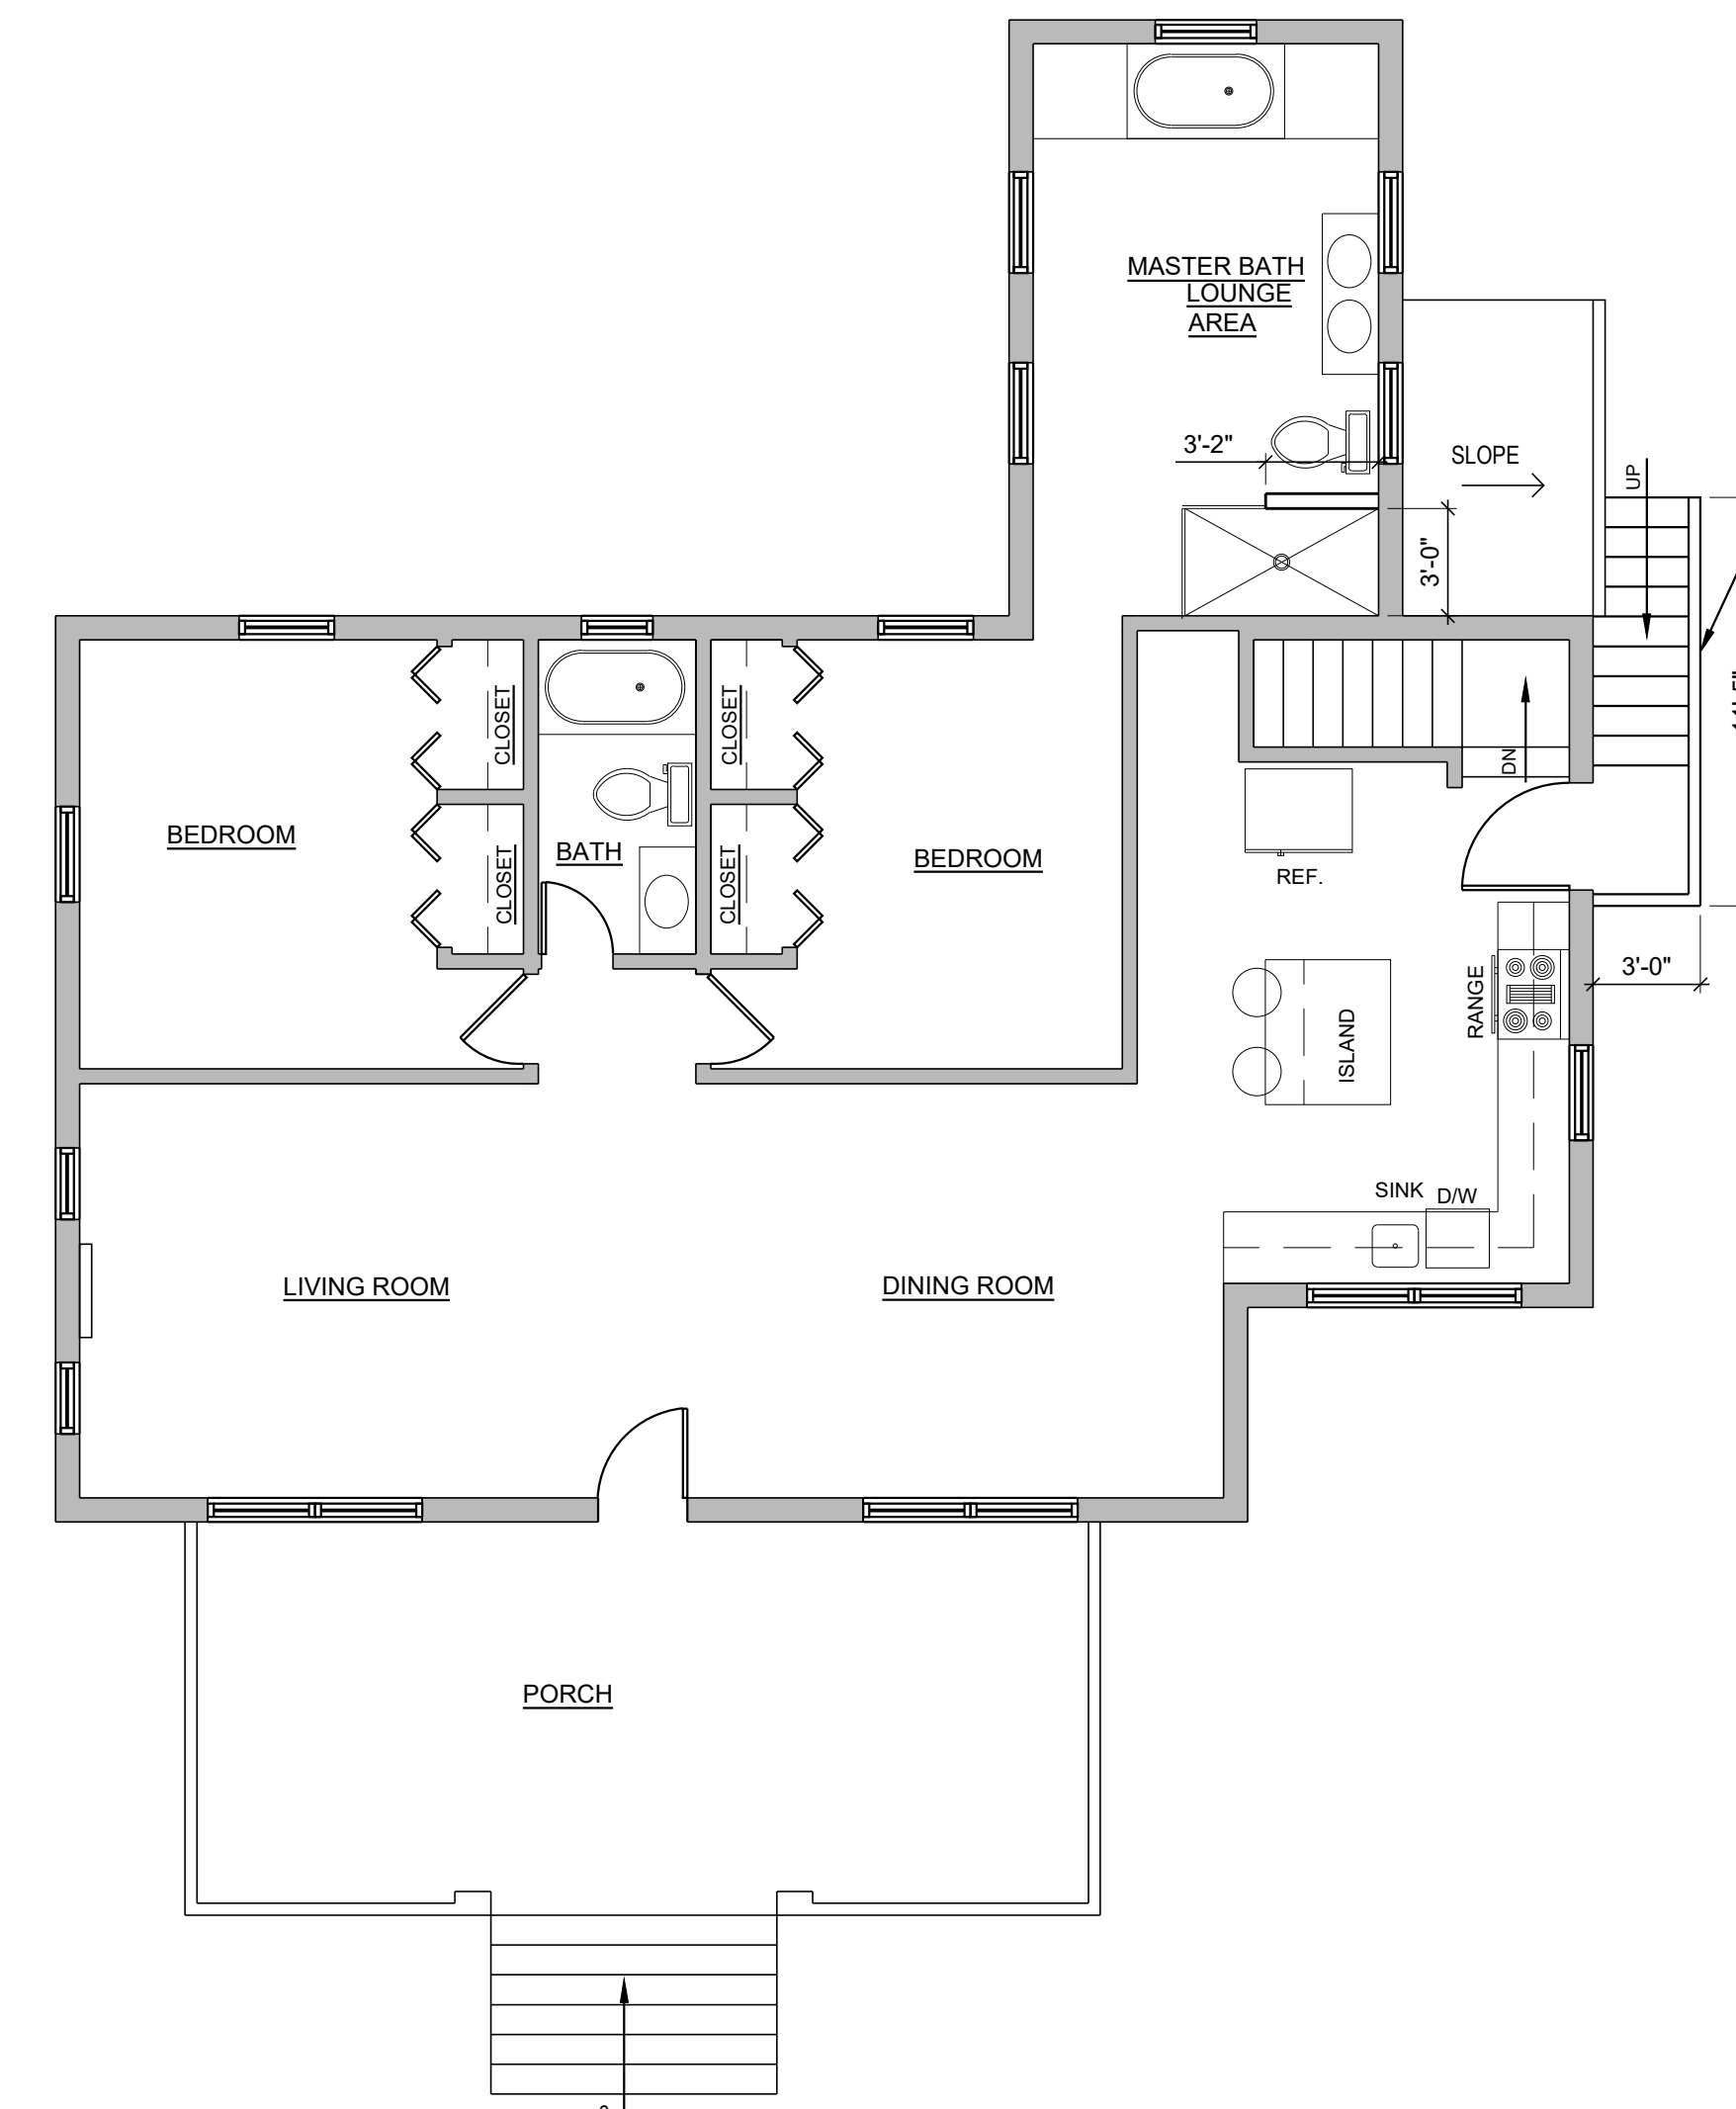 MASTER BATH
LOUNGE
AREA
3'-2"
SLOPE
UP
3'-0"
CLOSET
CLOSET
DN
BEDROOM
CLOSET
BATH
CLOSET
BEDROOM
REF.
3'-0"
RANGE
ISLAND
SINK
D/W
LIVING ROOM
DINING ROOM
PORCH